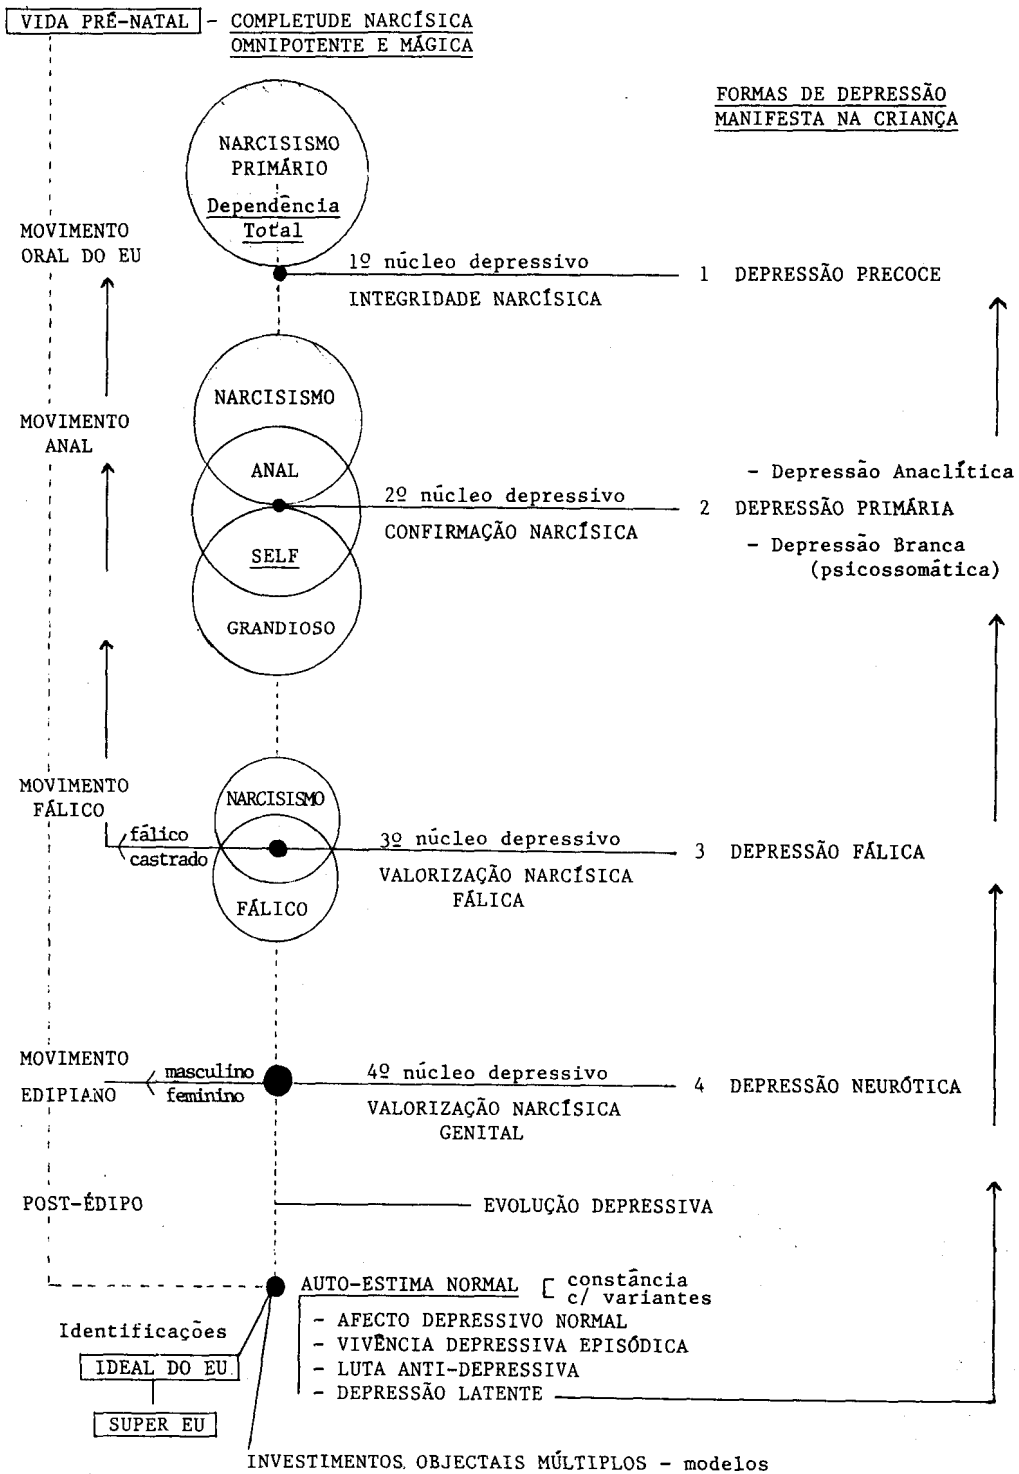 VIDA PRÉ-NATAL - COMPLETUDE NARCÍSICA
OMNIPOTENTE E MÁGICA
FORMAS DE DEPRESSÃO
MANIFESTA NA CRIANÇA
NARCISISMO
PRIMÁRIO
Dependência
Total
MOVIMENTO
ORAL DO EU
1º núcleo depressivo
INTEGRIDADE NARCÍSICA
1 DEPRESSÃO PRECOCE
NARCISISMO
MOVIMENTO
ANAL
ANAL
- Depressão Anaclítica
2º núcleo depressivo
CONFIRMAÇÃO NARCÍSICA
2 DEPRESSÃO PRIMÁRIA
- Depressão Branca
(psicossomática)
SELF
GRANDIOSO
MOVIMENTO
FÁLICO
NARCISISMO
fálico
castrado
3º núcleo depressivo
VALORIZAÇÃO NARCÍSICA
FÁLICA
3 DEPRESSÃO FÁLICA
FÁLICO
MOVIMENTO
EDIPIANO
masculino
feminino
4º núcleo depressivo
VALORIZAÇÃO NARCÍSICA
GENITAL
4 DEPRESSÃO NEURÓTICA
POST-ÉDIPO
EVOLUÇÃO DEPRESSIVA
AUTO-ESTIMA NORMAL [ constância
c/ variantes
- AFECTO DEPRESSIVO NORMAL
- VIVÊNCIA DEPRESSIVA EPISÓDICA
- LUTA ANTI-DEPRESSIVA
- DEPRESSÃO LATENTE
Identificações
IDEAL DO EU
SUPER EU
INVESTIMENTOS OBJECTAIS MÚLTIPLOS - modelos